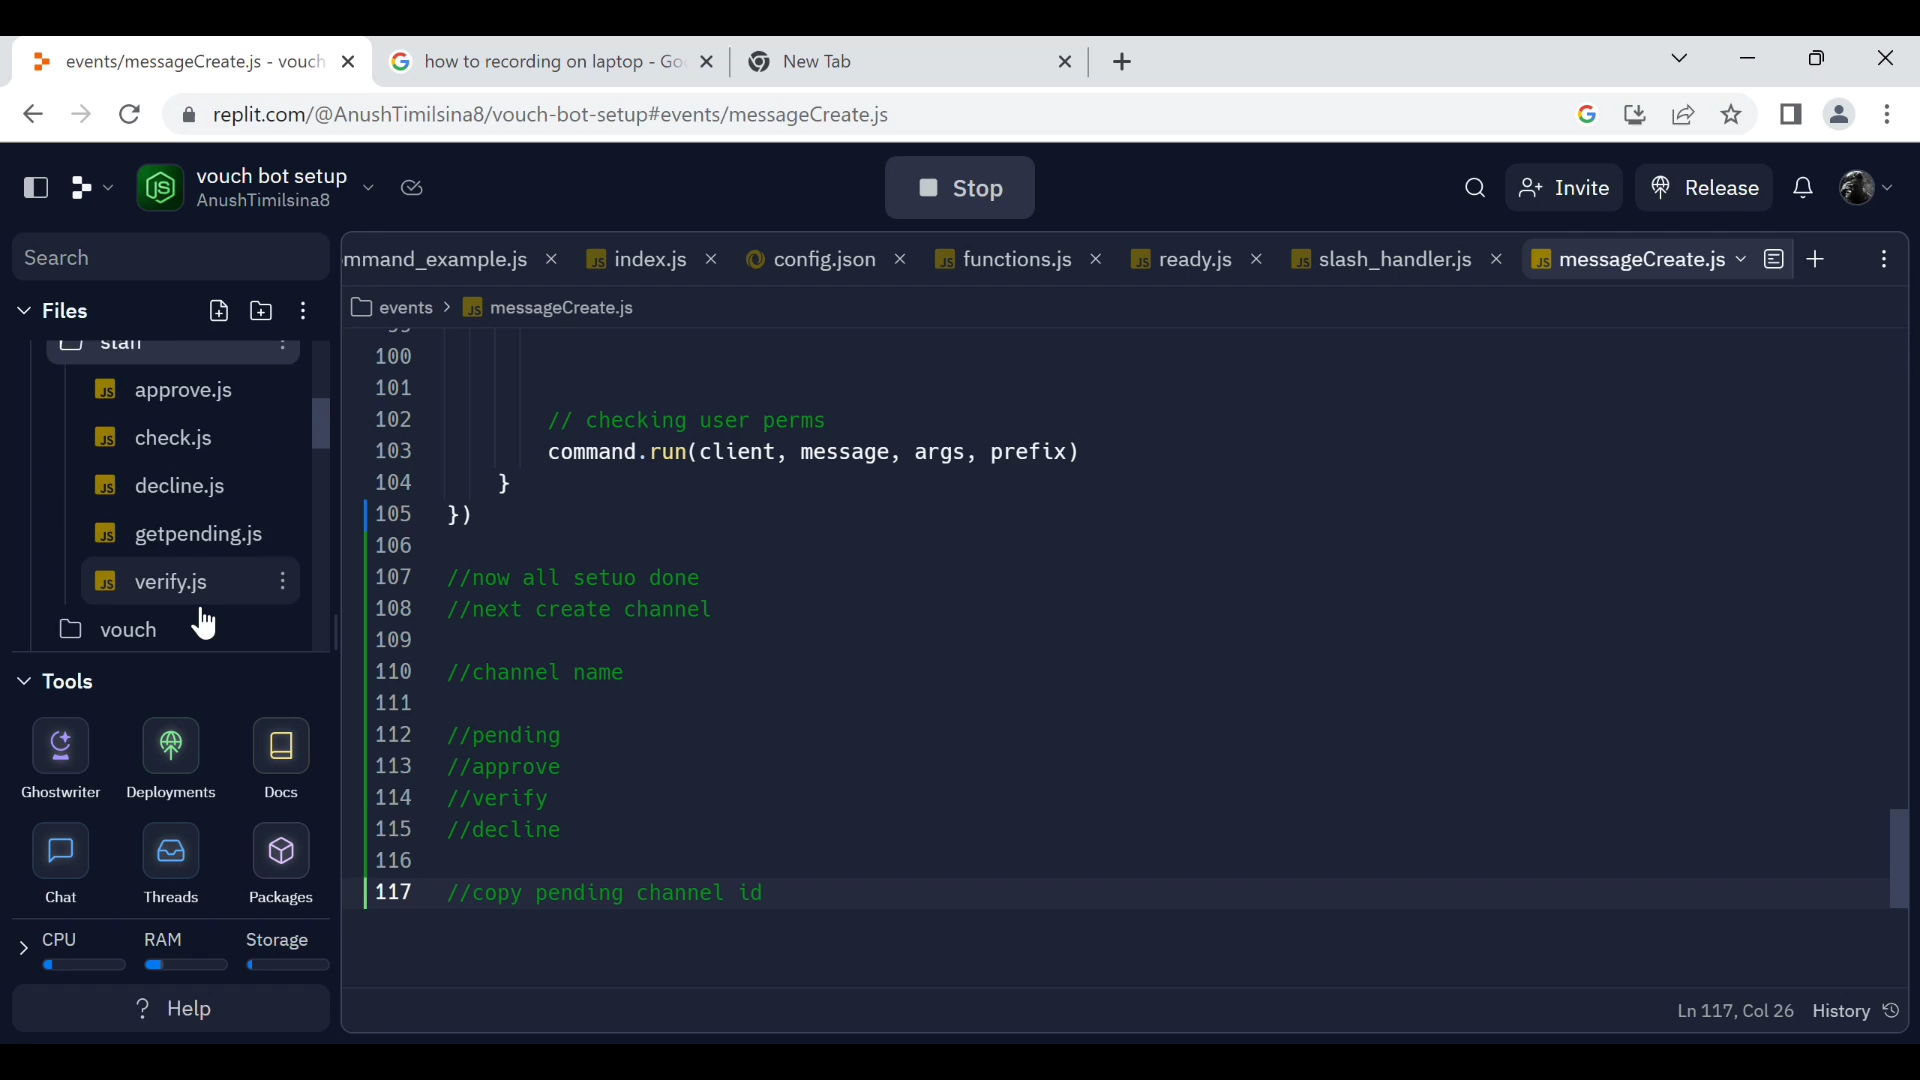 events/messageCreate.js - vouch
how to recording on laptop - Goo
New Tab
replit.com/@AnushTimilsina8/vouch-bot-setup#events/messageCreate.js
vouch bot setup
AnushTimilsina8
Stop
Invite
Release
Search
mmand_example.js
index.js
config.json
functions.js
ready.js
slash_handler.js
messageCreate.js
Files
events > messageCreate.js
staff
approve.js
check.js
decline.js
getpending.js
verify.js
vouch
99
100
101
102 // checking user perms
103 command.run(client, message, args, prefix)
104 }
105 })
106
107 //now all setuo done
108 //next create channel
109
110 //channel name
111
112 //pending
113 //approve
114 //verify
115 //decline
116
117 //copy pending channel id
Tools
Ghostwriter
Deployments
Docs
Chat
Threads
Packages
CPU
RAM
Storage
? Help
Ln 117, Col 26
History